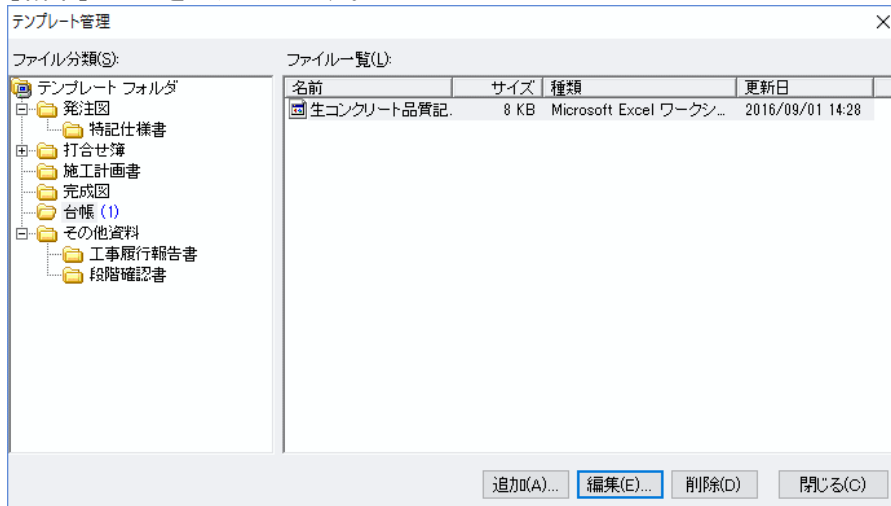 テンプレート管理
ファイル分類(S):
ファイル一覧(L):
テンプレート フォルダ
発注図
特記仕様書
打合せ簿
施工計画書
完成図
台帳 (1)
その他資料
工事履行報告書
段階確認書
名前 サイズ 種類 更新日
生コンクリート品質記. 8 KB Microsoft Excel ワークシ... 2016/09/01 14:28
追加(A)... 編集(E)... 削除(D) 閉じる(C)